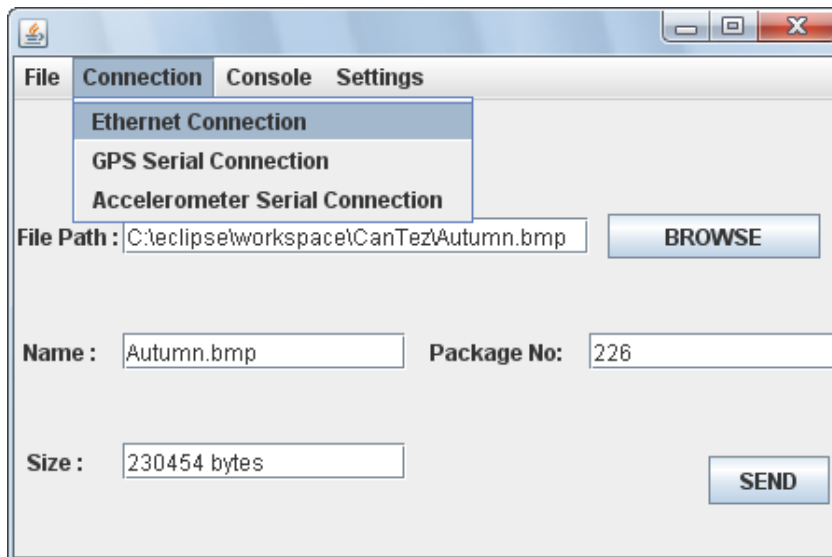 File Connection Console Settings
Ethernet Connection
GPS Serial Connection
Accelerometer Serial Connection
File Path : C:\eclipse\workspace\CanTez\Autumn.bmp BROWSE
Name : Autumn.bmp Package No: 226
Size : 230454 bytes
SEND